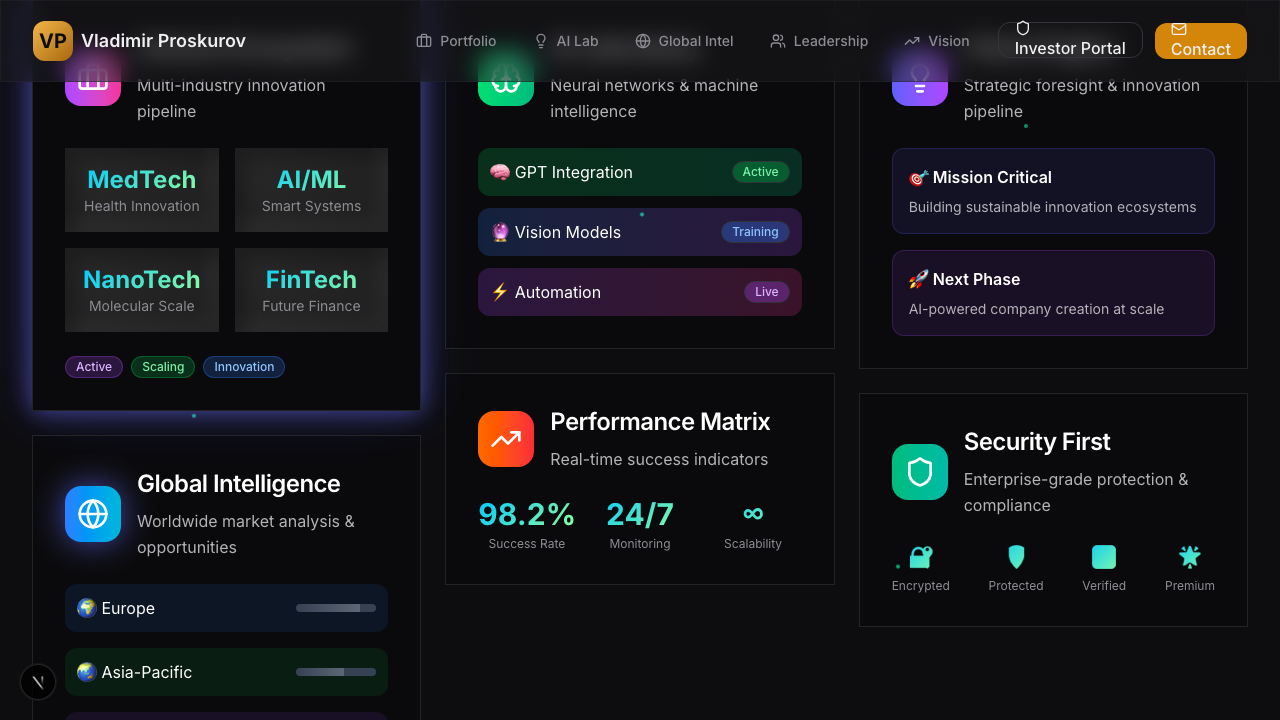 VP Vladimir Proskurov
Portfolio
AI Lab
Global Intel
Leadership
Vision
Investor Portal
Contact
Multi-industry innovation
pipeline
MedTech
Health Innovation
AI/ML
Smart Systems
NanoTech
Molecular Scale
FinTech
Future Finance
Active
Scaling
Innovation
Global Intelligence
Worldwide market analysis &
opportunities
Europe
Asia-Pacific
Neural networks & machine
intelligence
GPT Integration
Active
Vision Models
Training
Automation
Live
Performance Matrix
Real-time success indicators
98.2%
Success Rate
24/7
Monitoring
∞
Scalability
Strategic foresight & innovation
pipeline
Mission Critical
Building sustainable innovation ecosystems
Next Phase
AI-powered company creation at scale
Security First
Enterprise-grade protection &
compliance
Encrypted
Protected
Verified
Premium